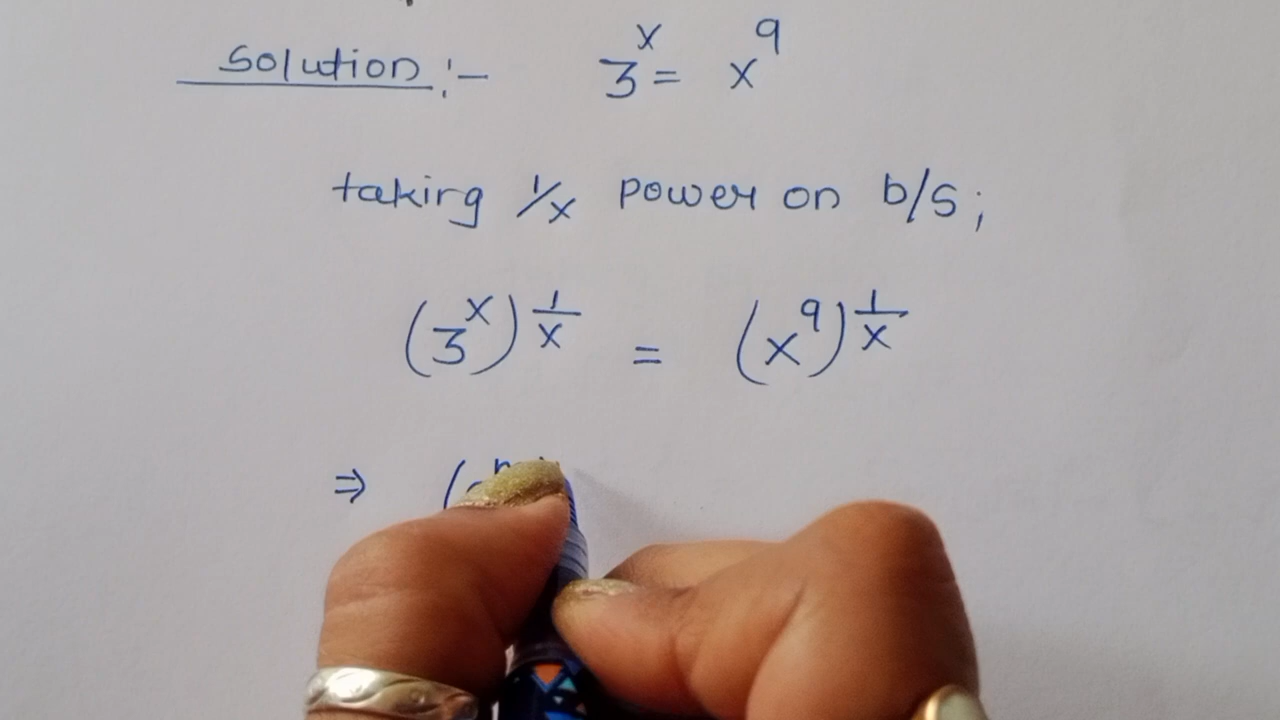 Solution :- 3^x = x^9
taking 1/x power on b/s;
(3^x)^(1/x) = (x^9)^(1/x)
⇒ (